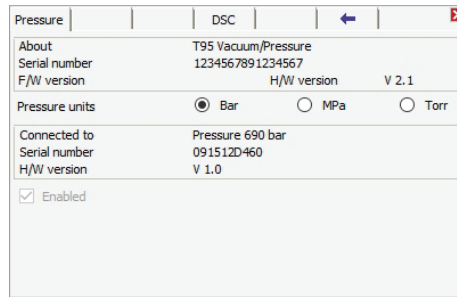 Pressure DSC
About T95 Vacuum/Pressure
Serial number 1234567891234567
F/W version H/W version V 2.1
Pressure units Bar MPa Torr
Connected to Pressure 690 bar
Serial number 091512D460
H/W version V 1.0
Enabled